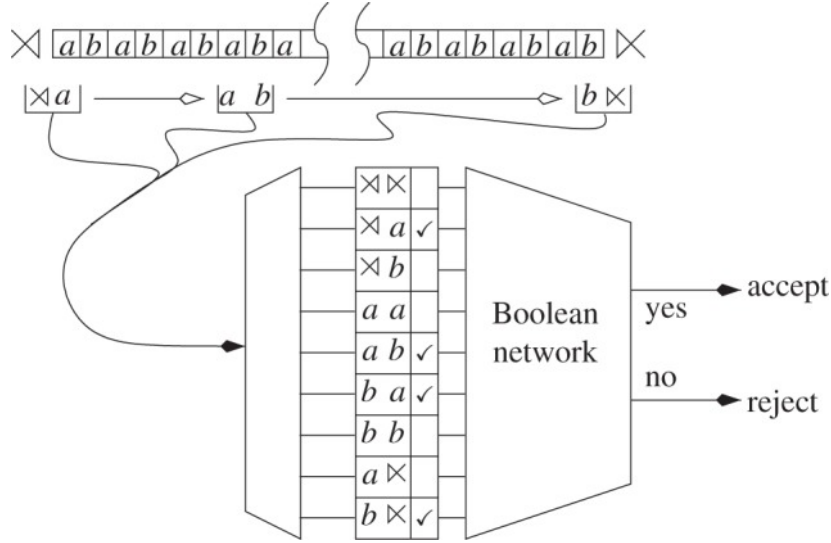 ⋊ a b a b a b a b a a b a b a b a b ⋉
⋊ a a b b ⋉
⋊ ⋉
⋊ a ✓
⋊ b
a a
a b ✓
b a ✓
b b
a ⋉
b ⋉ ✓
Boolean
network
yes
accept
no
reject